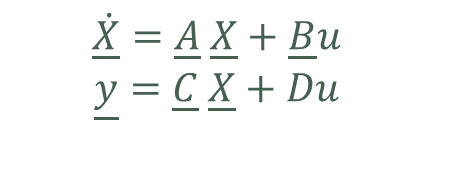 Ẋ = A X + Bu
y = C X + Du